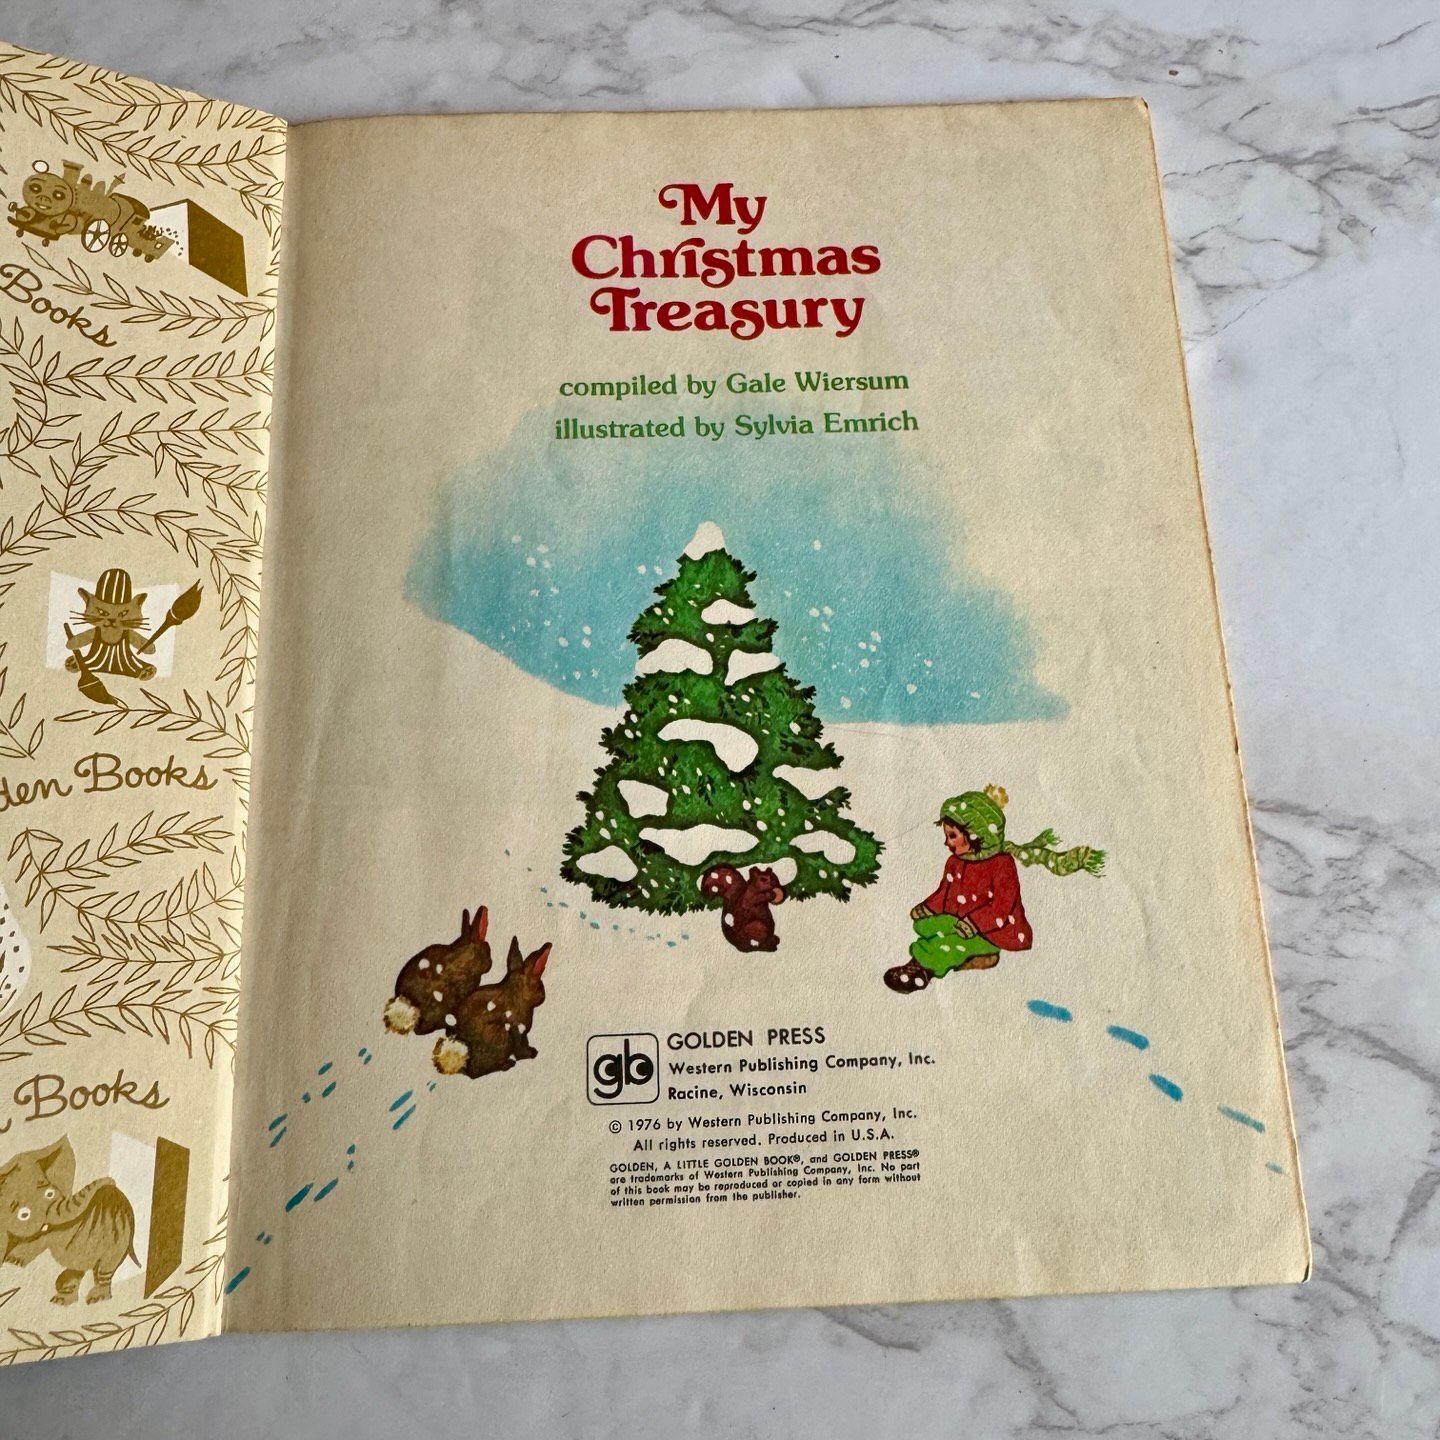 Books
den Books
Books
My
Christmas
Treasury
compiled by Gale Wiersum
illustrated by Sylvia Emrich
gb
GOLDEN PRESS
Western Publishing Company, Inc.
Racine, Wisconsin
© 1976 by Western Publishing Company, Inc.
All rights reserved. Produced in U.S.A.
GOLDEN, A LITTLE GOLDEN BOOK®, and GOLDEN PRESS®
are trademarks of Western Publishing Company, Inc. No part
of this book may be reproduced or copied in any form without
written permission from the publisher.